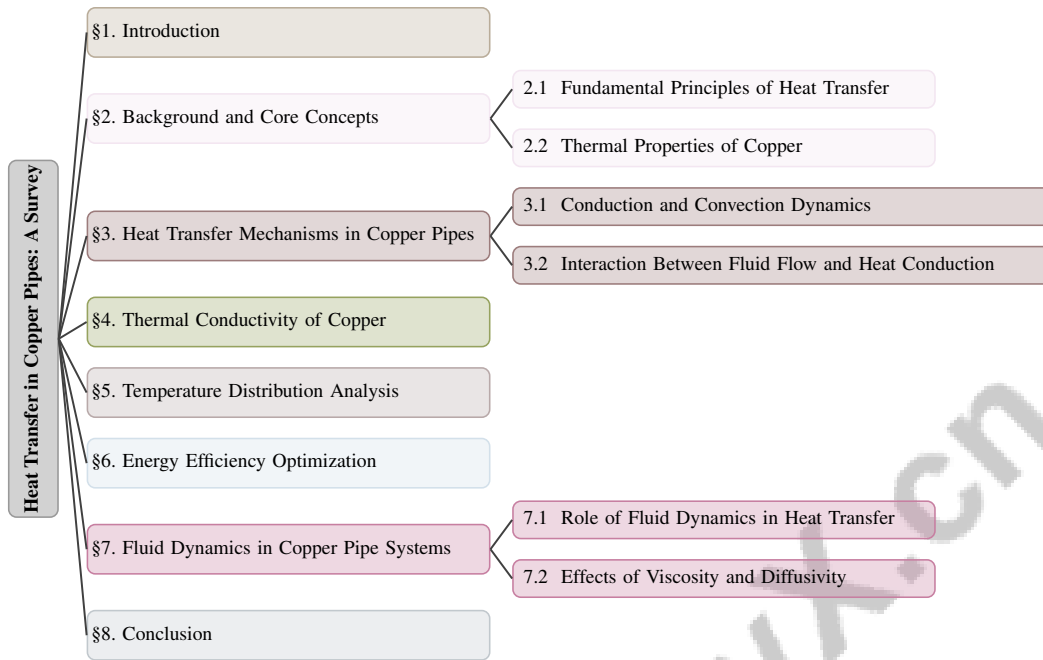 Heat Transfer in Copper Pipes: A Survey
§1. Introduction
§2. Background and Core Concepts
2.1 Fundamental Principles of Heat Transfer
2.2 Thermal Properties of Copper
§3. Heat Transfer Mechanisms in Copper Pipes
3.1 Conduction and Convection Dynamics
3.2 Interaction Between Fluid Flow and Heat Conduction
§4. Thermal Conductivity of Copper
§5. Temperature Distribution Analysis
§6. Energy Efficiency Optimization
§7. Fluid Dynamics in Copper Pipe Systems
7.1 Role of Fluid Dynamics in Heat Transfer
7.2 Effects of Viscosity and Diffusivity
§8. Conclusion